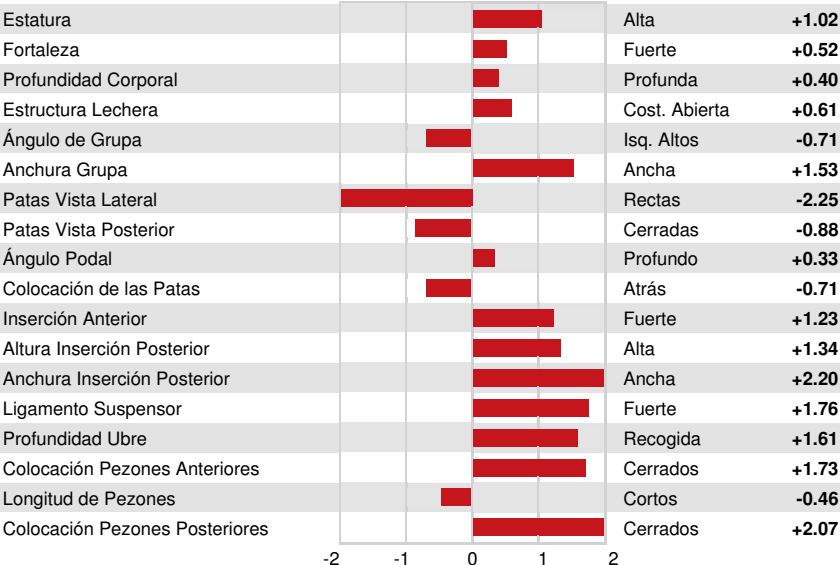 Estatura Alta +1.02
Fortaleza Fuerte +0.52
Profundidad Corporal Profunda +0.40
Estructura Lechera Cost. Abierta +0.61
Ángulo de Grupa Isq. Altos -0.71
Anchura Grupa Ancha +1.53
Patas Vista Lateral Rectas -2.25
Patas Vista Posterior Cerradas -0.88
Ángulo Podal Profundo +0.33
Colocación de las Patas Atrás -0.71
Inserción Anterior Fuerte +1.23
Altura Inserción Posterior Alta +1.34
Anchura Inserción Posterior Ancha +2.20
Ligamento Suspensor Fuerte +1.76
Profundidad Ubre Recogida +1.61
Colocación Pezones Anteriores Cerrados +1.73
Longitud de Pezones Cortos -0.46
Colocación Pezones Posteriores Cerrados +2.07
-2 -1 0 1 2